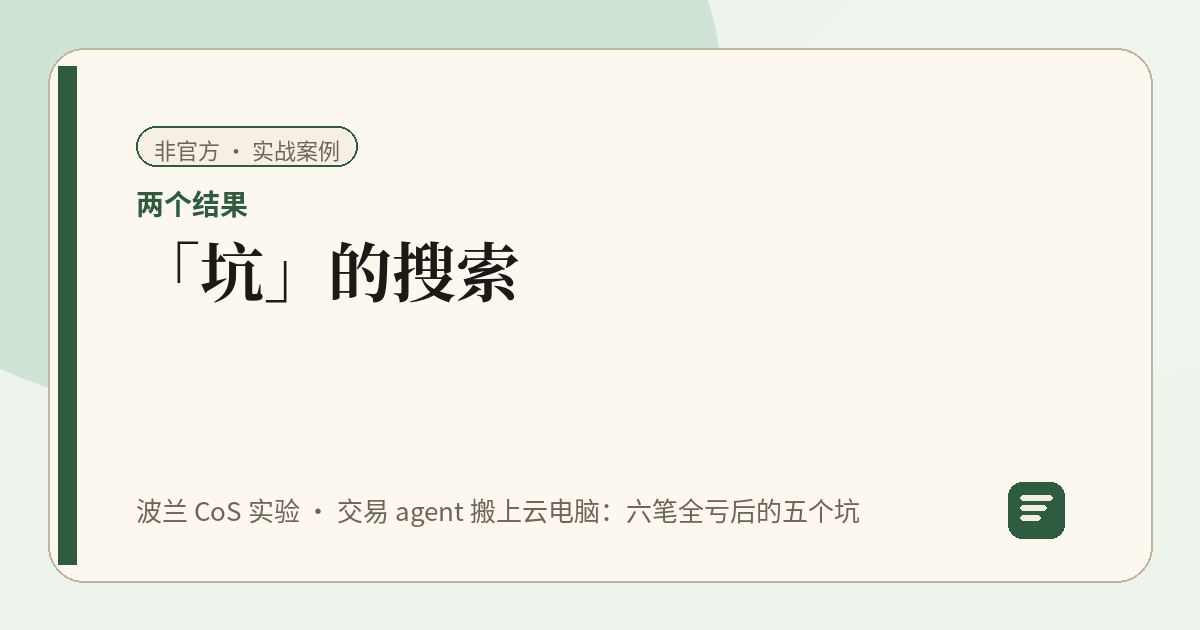 非官方 · 实战案例
两个结果
「坑」的搜索
波兰 CoS 实验 · 交易 agent 搬上云电脑：六笔全亏后的五个坑